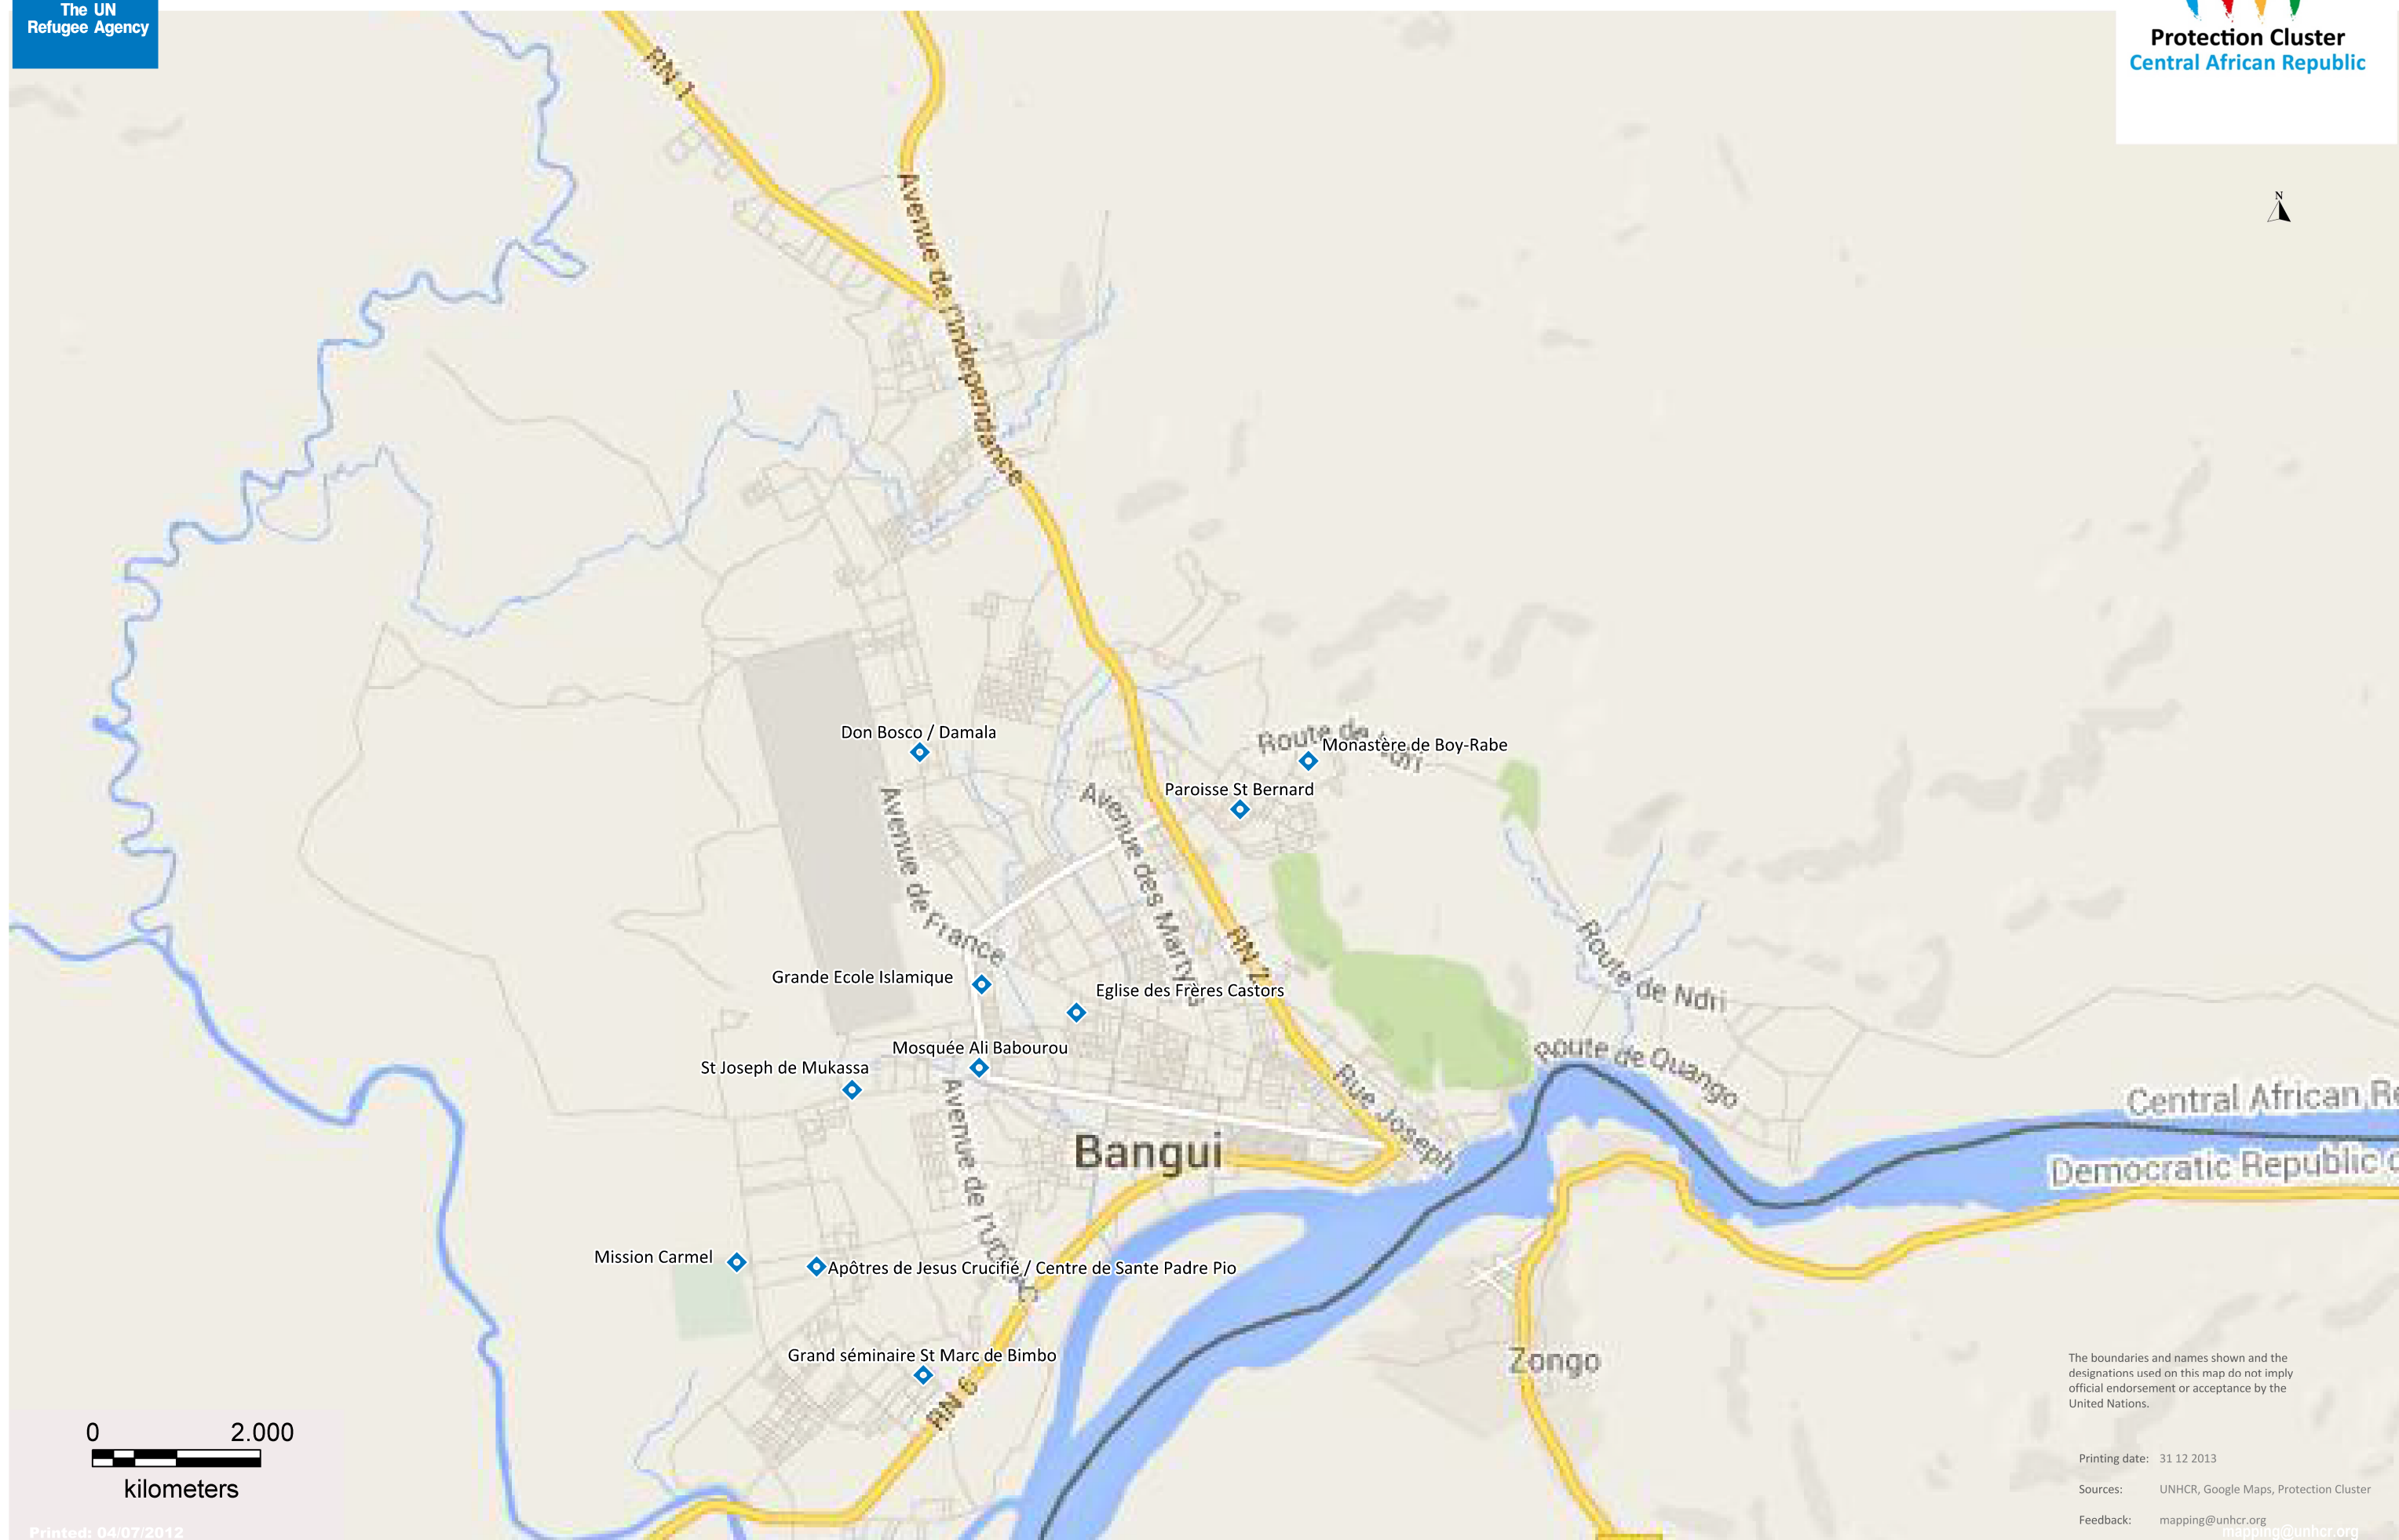 The UN
Refugee Agency
Protection Cluster
Central African Republic
N
RN 1
Avenue de l'Indépendance
Don Bosco / Damala
Route de Ndri
Monastère de Boy-Rabe
Paroisse St Bernard
Avenue de France
Avenue des Martyrs
RN 2
Grande Ecole Islamique
Eglise des Frères Castors
Route de Ndri
Mosquée Ali Babourou
St Joseph de Mukassa
Route de Ouango
Rue Joseph
Avenue de l'UDEAC
Bangui
Central African Re
Democratic Republic o
Mission Carmel
Apôtres de Jesus Crucifié / Centre de Sante Padre Pio
Grand séminaire St Marc de Bimbo
RN 6
Zongo
0 2.000
kilometers
Printed: 04/07/2012
The boundaries and names shown and the
designations used on this map do not imply
official endorsement or acceptance by the
United Nations.
Printing date: 31 12 2013
Sources: UNHCR, Google Maps, Protection Cluster
Feedback: mapping@unhcr.org
mapping@unhcr.org